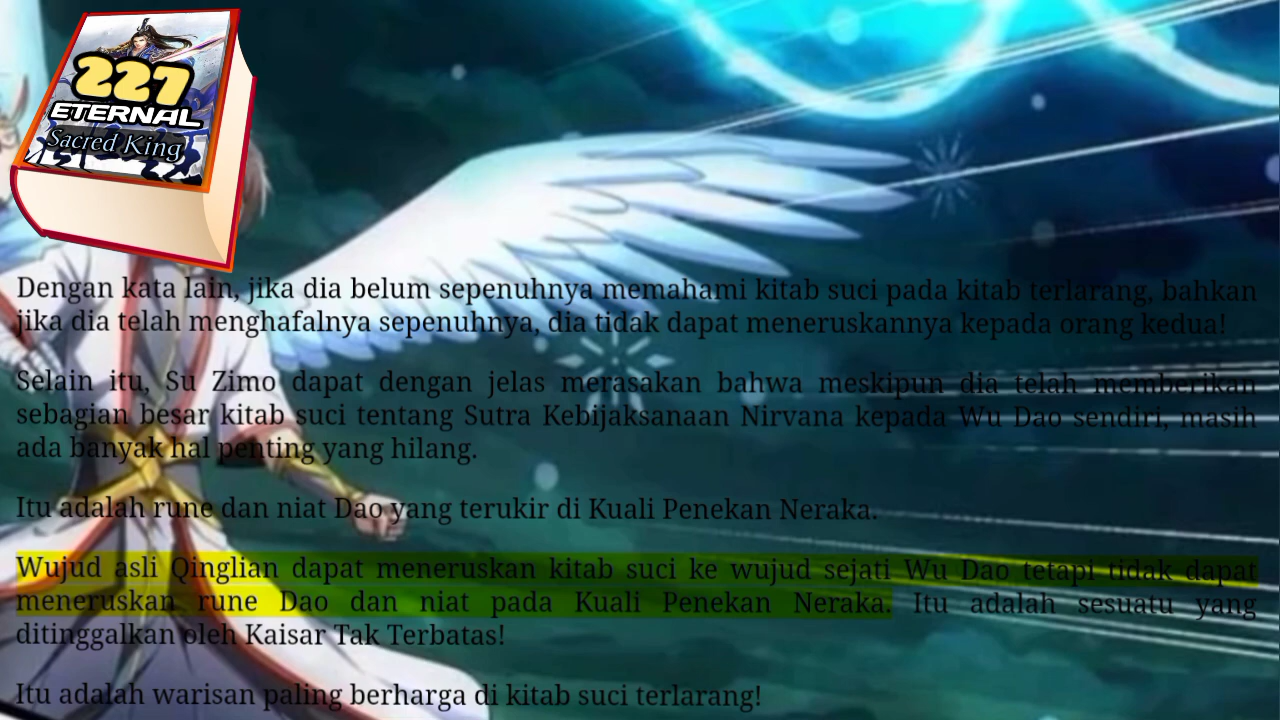 227
ETERNAL
Sacred King
Dengan kata lain, jika dia belum sepenuhnya memahami kitab suci pada kitab terlarang, bahkan
jika dia telah menghafalnya sepenuhnya, dia tidak dapat meneruskannya kepada orang kedua!
Selain itu, Su Zimo dapat dengan jelas merasakan bahwa meskipun dia telah memberikan
sebagian besar kitab suci tentang Sutra Kebijaksanaan Nirvana kepada Wu Dao sendiri, masih
ada banyak hal penting yang hilang.
Itu adalah rune dan niat Dao yang terukir di Kuali Penekan Neraka.
Wujud asli Qinglian dapat meneruskan kitab suci ke wujud sejati Wu Dao tetapi tidak dapat
meneruskan rune Dao dan niat pada Kuali Penekan Neraka. Itu adalah sesuatu yang
ditinggalkan oleh Kaisar Tak Terbatas!
Itu adalah warisan paling berharga di kitab suci terlarang!